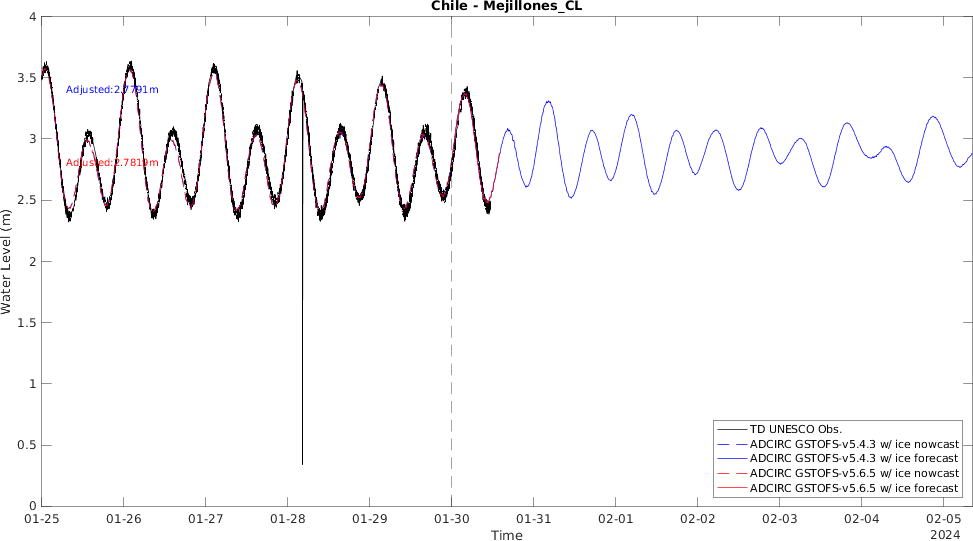 Chile - Mejillones_CL
4
3.5
3
2.5
2
1.5
1
0.5
0
Water Level (m)
Adjusted:2.7791m
Adjusted:2.7819m
TD UNESCO Obs.
ADCIRC GSTOFS-v5.4.3 w/ ice nowcast
ADCIRC GSTOFS-v5.4.3 w/ ice forecast
ADCIRC GSTOFS-v5.6.5 w/ ice nowcast
ADCIRC GSTOFS-v5.6.5 w/ ice forecast
01-25 01-26 01-27 01-28 01-29 01-30 01-31 02-01 02-02 02-03 02-04 02-05
Time
2024